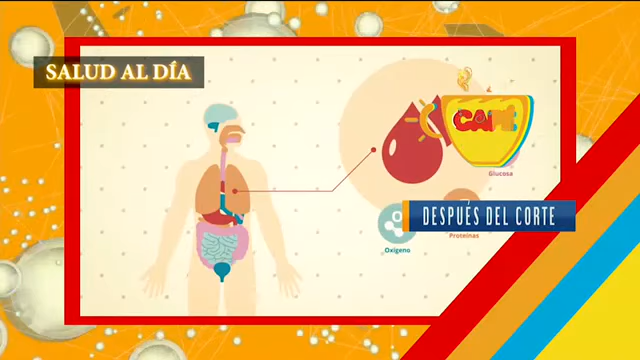 SALUD AL DÍA
CAFÉ
Glucosa
DESPUÉS DEL CORTE
Proteínas
Oxígeno